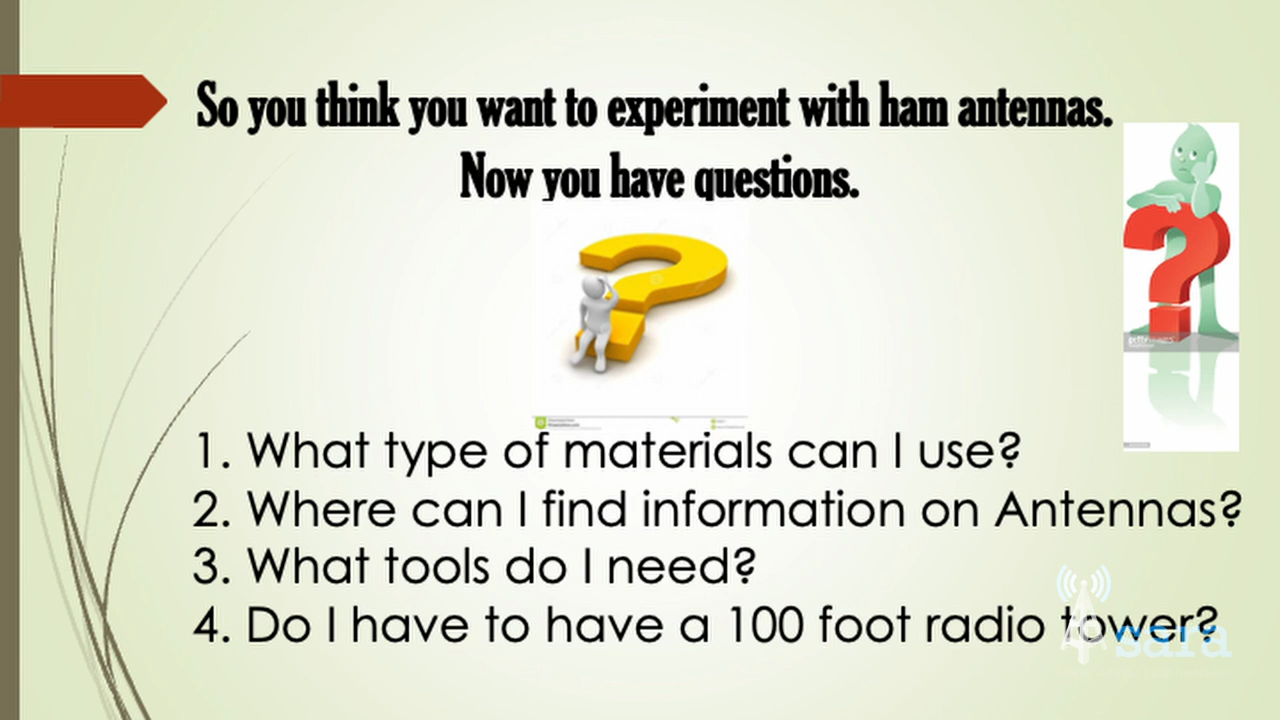 So you think you want to experiment with ham antennas.
Now you have questions.
gettyimages
1. What type of materials can I use?
2. Where can I find information on Antennas?
3. What tools do I need?
4. Do I have to have a 100 foot radio tower?
sara